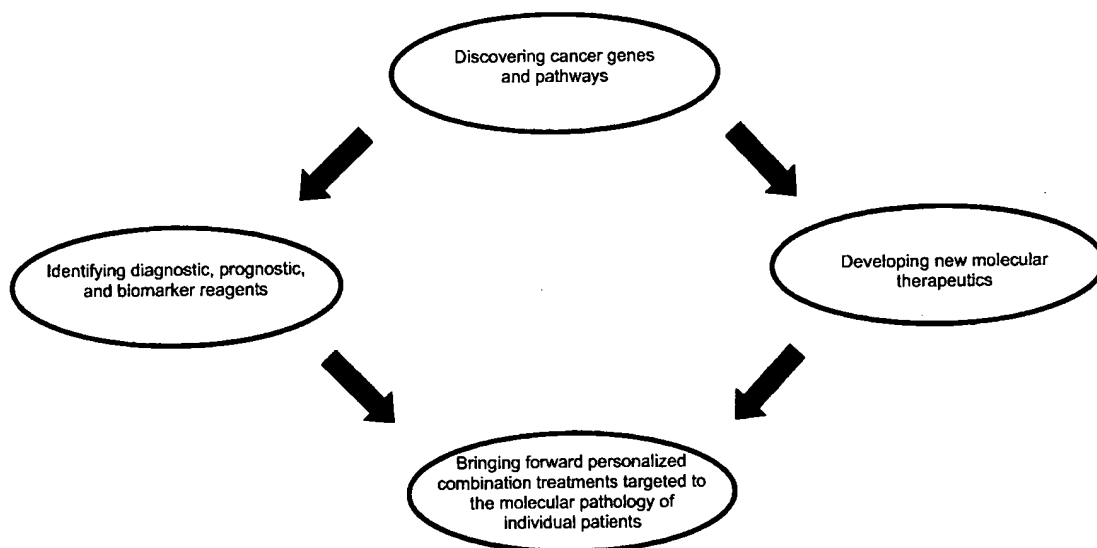 Discovering cancer genes
and pathways
Identifying diagnostic, prognostic,
and biomarker reagents
Developing new molecular
therapeutics
Bringing forward personalized
combination treatments targeted to
the molecular pathology of
individual patients